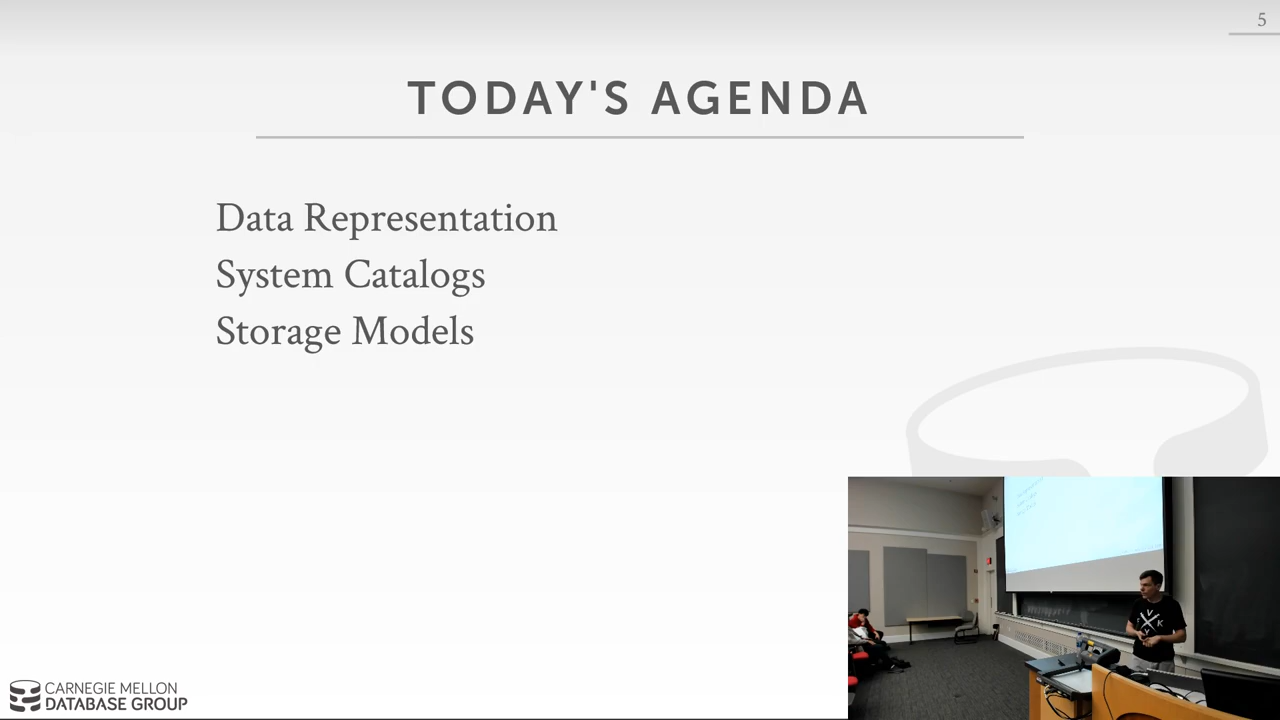 5
TODAY'S AGENDA
Data Representation
System Catalogs
Storage Models
CARNEGIE MELLON
DATABASE GROUP